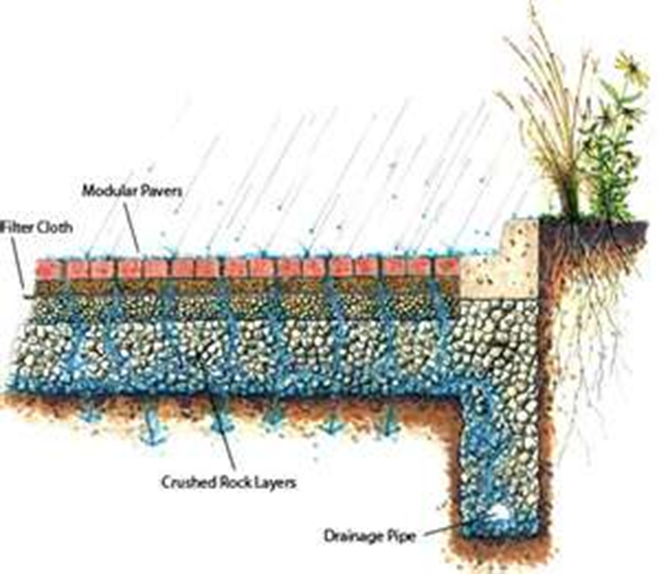 Modular Pavers
Filter Cloth
Crushed Rock Layers
Drainage Pipe